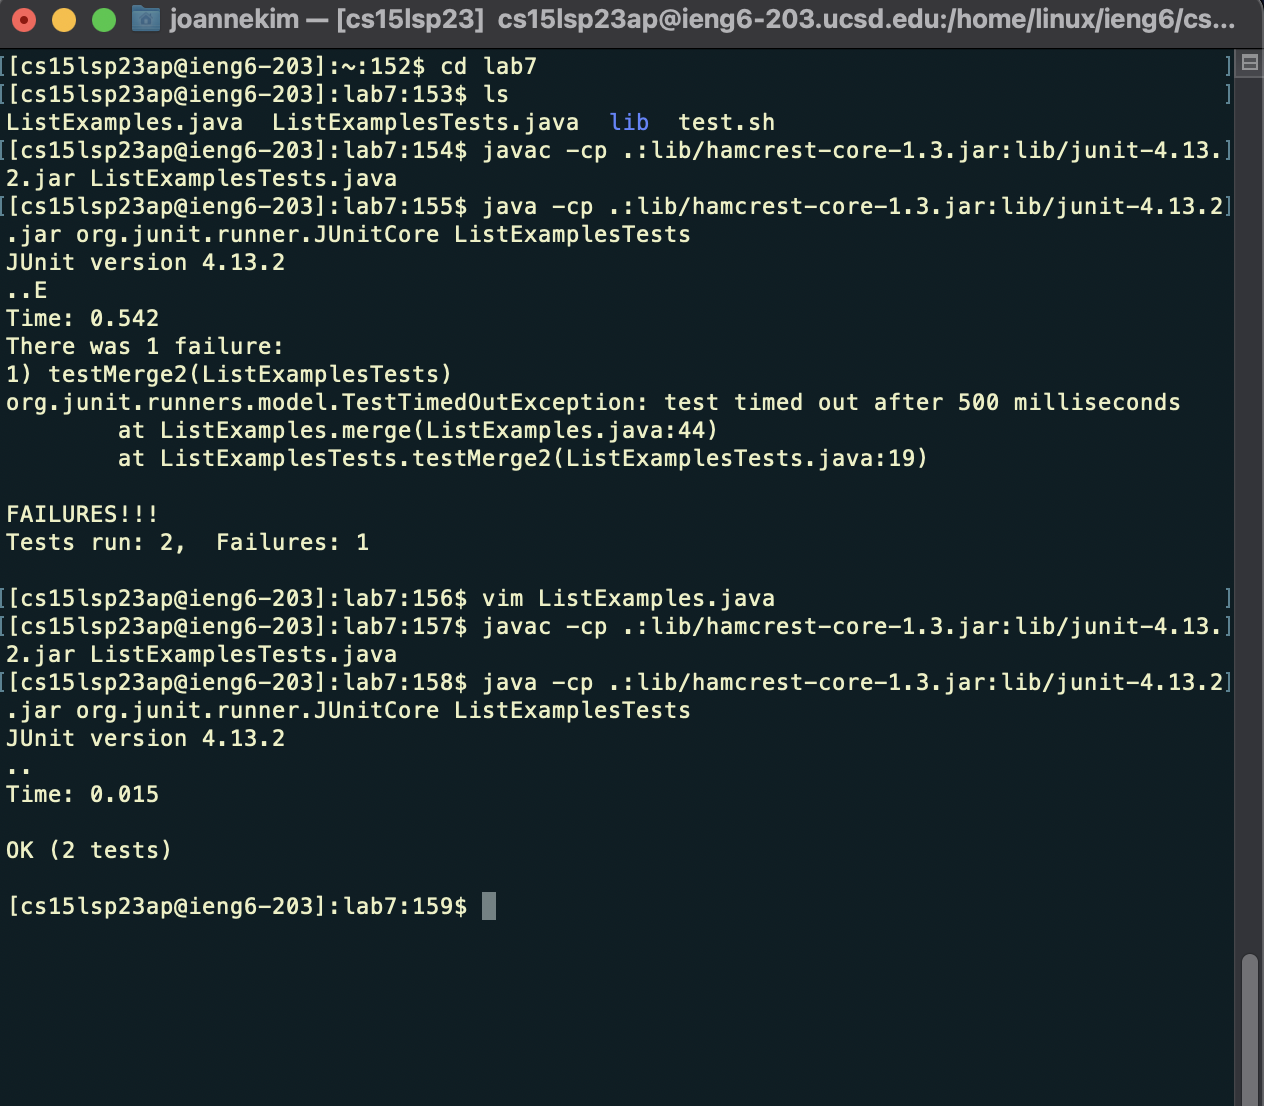 joannekim — [cs15lsp23] cs15lsp23ap@ieng6-203.ucsd.edu:/home/linux/ieng6/cs...
[[cs15lsp23ap@ieng6-203]:~:152$ cd lab7 ]
[[cs15lsp23ap@ieng6-203]:lab7:153$ ls ]
ListExamples.java  ListExamplesTests.java  lib  test.sh
[[cs15lsp23ap@ieng6-203]:lab7:154$ javac -cp .:lib/hamcrest-core-1.3.jar:lib/junit-4.13.]
2.jar ListExamplesTests.java
[[cs15lsp23ap@ieng6-203]:lab7:155$ java -cp .:lib/hamcrest-core-1.3.jar:lib/junit-4.13.2]
.jar org.junit.runner.JUnitCore ListExamplesTests
JUnit version 4.13.2
..E
Time: 0.542
There was 1 failure:
1) testMerge2(ListExamplesTests)
org.junit.runners.model.TestTimedOutException: test timed out after 500 milliseconds
        at ListExamples.merge(ListExamples.java:44)
        at ListExamplesTests.testMerge2(ListExamplesTests.java:19)
FAILURES!!!
Tests run: 2,  Failures: 1
[[cs15lsp23ap@ieng6-203]:lab7:156$ vim ListExamples.java ]
[[cs15lsp23ap@ieng6-203]:lab7:157$ javac -cp .:lib/hamcrest-core-1.3.jar:lib/junit-4.13.]
2.jar ListExamplesTests.java
[[cs15lsp23ap@ieng6-203]:lab7:158$ java -cp .:lib/hamcrest-core-1.3.jar:lib/junit-4.13.2]
.jar org.junit.runner.JUnitCore ListExamplesTests
JUnit version 4.13.2
..
Time: 0.015
OK (2 tests)
[cs15lsp23ap@ieng6-203]:lab7:159$